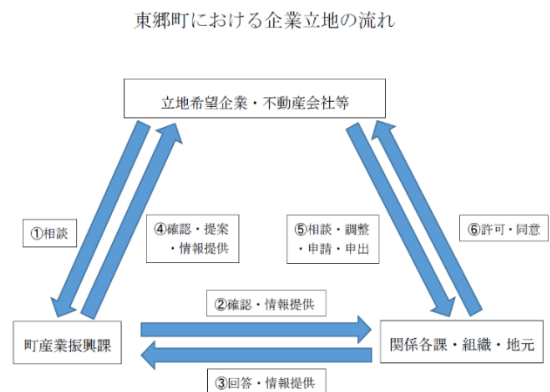 東郷町における企業立地の流れ
立地希望企業・不動産会社等
①相談
④確認・提案
・情報提供
⑤相談・調整
・申請・申出
⑥許可・同意
②確認・情報提供
町産業振興課
関係各課・組織・地元
③回答・情報提供